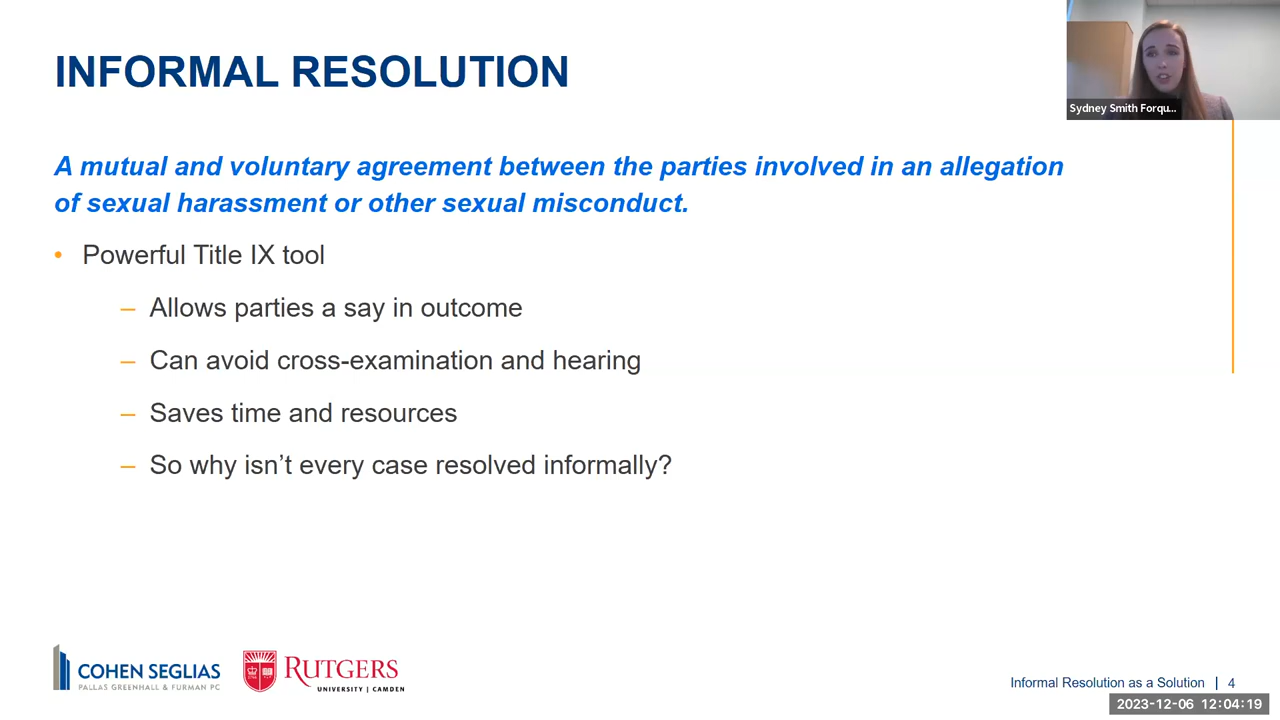 INFORMAL RESOLUTION
Sydney Smith Forqu...
A mutual and voluntary agreement between the parties involved in an allegation
of sexual harassment or other sexual misconduct.
• Powerful Title IX tool
– Allows parties a say in outcome
– Can avoid cross-examination and hearing
– Saves time and resources
– So why isn’t every case resolved informally?
COHEN SEGLIAS
PALLAS GREENHALL & FURMAN PC
RUTGERS
UNIVERSITY | CAMDEN
Informal Resolution as a Solution | 4
2023-12-06 12:04:19